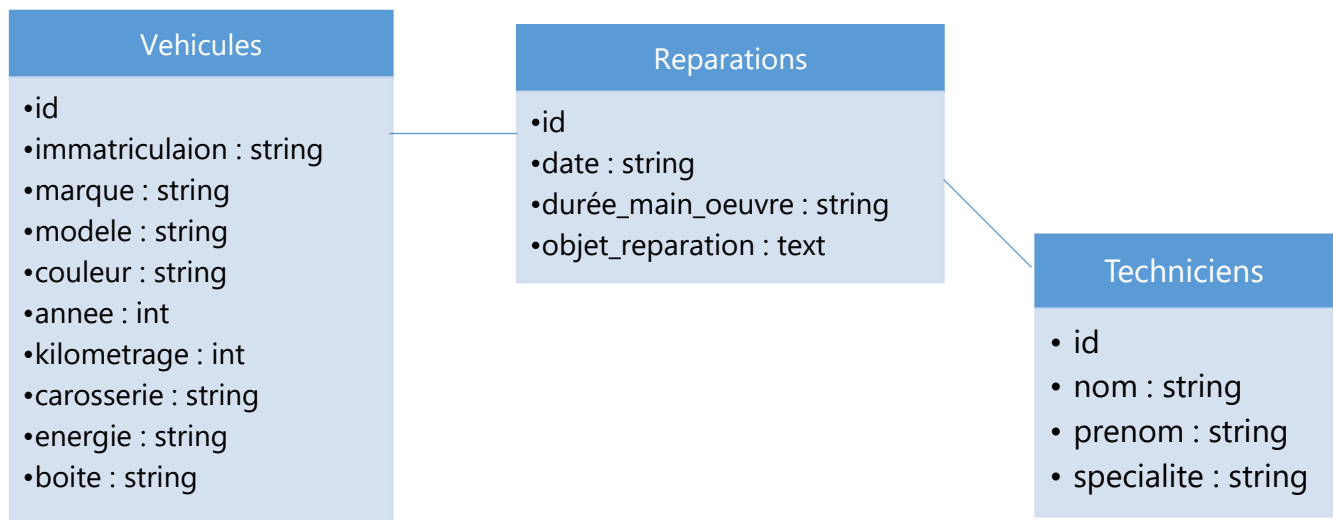 Vehicules
•id
•immatriculaion : string
•marque : string
•modele : string
•couleur : string
•annee : int
•kilometrage : int
•carosserie : string
•energie : string
•boite : string
Reparations
•id
•date : string
•durée_main_oeuvre : string
•objet_reparation : text
Techniciens
• id
• nom : string
• prenom : string
• specialite : string